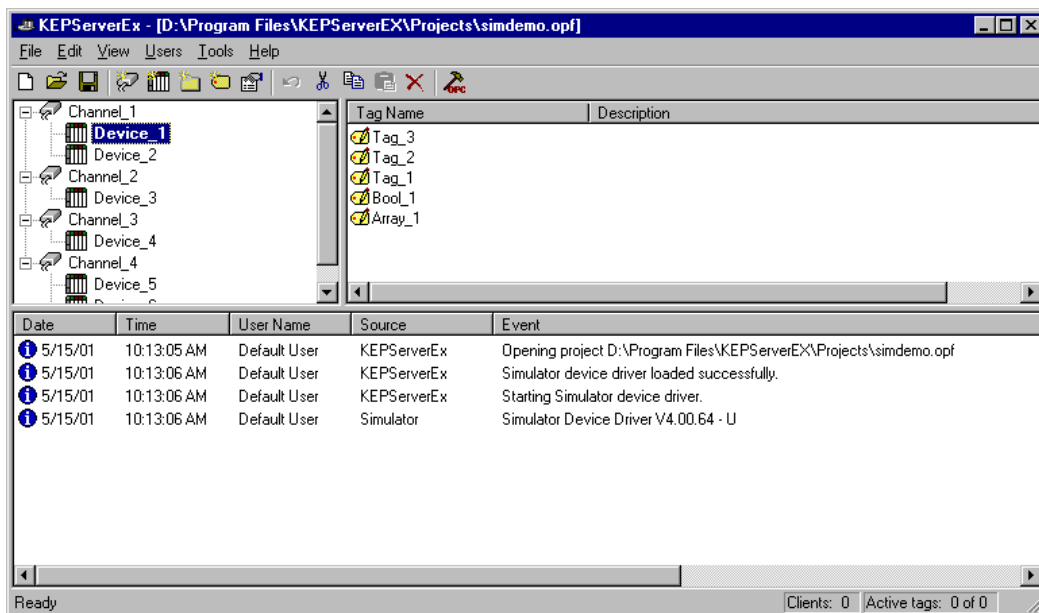 KEPServerEx - [D:\Program Files\KEPServerEX\Projects\simdemo.opf]
File Edit View Users Tools Help
OPC
Channel_1
Device_1
Device_2
Channel_2
Device_3
Channel_3
Device_4
Channel_4
Device_5
Tag Name Description
Tag_3
Tag_2
Tag_1
Bool_1
Array_1
Date Time User Name Source Event
5/15/01 10:13:05 AM Default User KEPServerEx Opening project D:\Program Files\KEPServerEX\Projects\simdemo.opf
5/15/01 10:13:06 AM Default User KEPServerEx Simulator device driver loaded successfully.
5/15/01 10:13:06 AM Default User KEPServerEx Starting Simulator device driver.
5/15/01 10:13:06 AM Default User Simulator Simulator Device Driver V4.00.64 - U
Ready Clients: 0 Active tags: 0 of 0